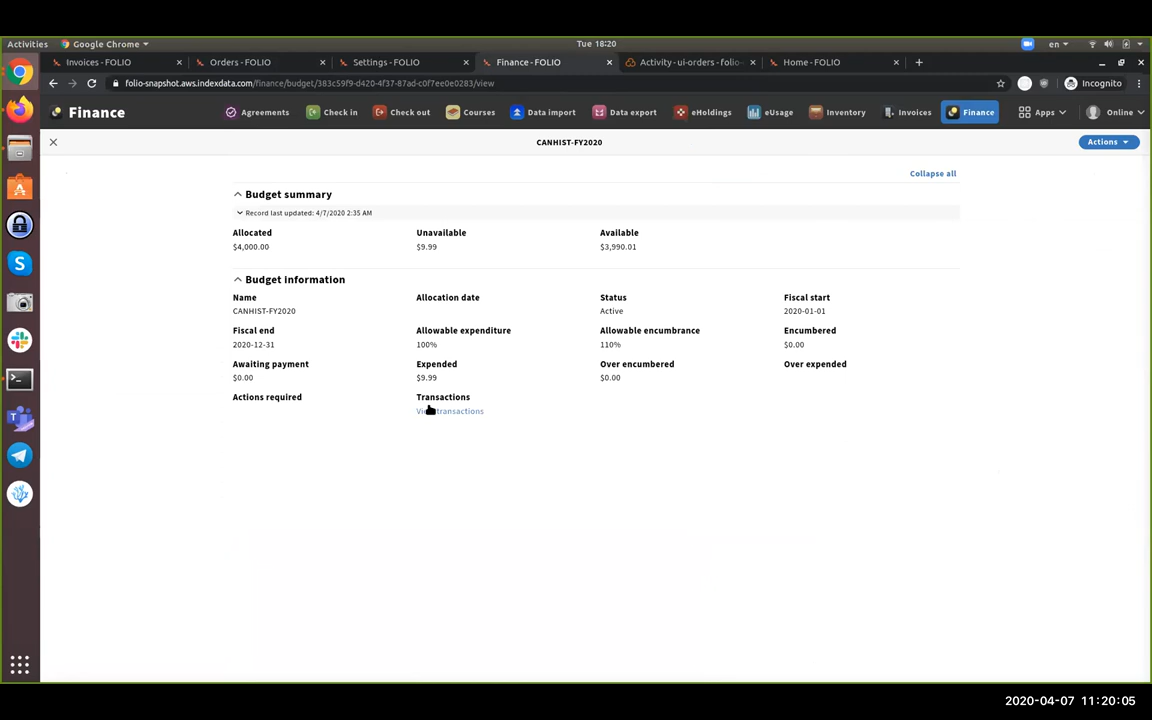 Activities Google Chrome Tue 18:20 en
Invoices - FOLIO Orders - FOLIO Settings - FOLIO Finance - FOLIO Activity - ui-orders - folio- Home - FOLIO
folio-snapshot.aws.indexdata.com/finance/budget/383c59f9-d420-4f37-87ad-c0f7ee0e0283/view Incognito
Finance Agreements Check in Check out Courses Data import Data export eHoldings eUsage Inventory Invoices Finance Apps Online
CANHIST-FY2020 Actions
Collapse all
Budget summary
Record last updated: 4/7/2020 2:35 AM
Allocated Unavailable Available
$4,000.00 $9.99 $3,990.01
Budget information
Name Allocation date Status Fiscal start
CANHIST-FY2020 Active 2020-01-01
Fiscal end Allowable expenditure Allowable encumbrance Encumbered
2020-12-31 100% 110% $0.00
Awaiting payment Expended Over encumbered Over expended
$0.00 $9.99 $0.00
Actions required Transactions
transactions
2020-04-07 11:20:05